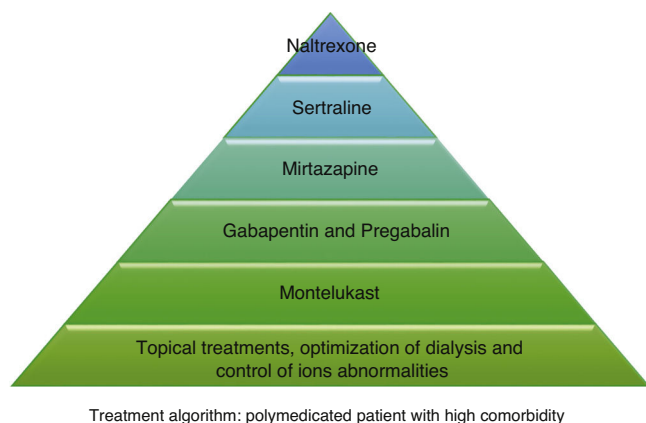 Naltrexone
Sertraline
Mirtazapine
Gabapentin and Pregabalin
Montelukast
Topical treatments, optimization of dialysis and
control of ions abnormalities
Treatment algorithm: polymedicated patient with high comorbidity